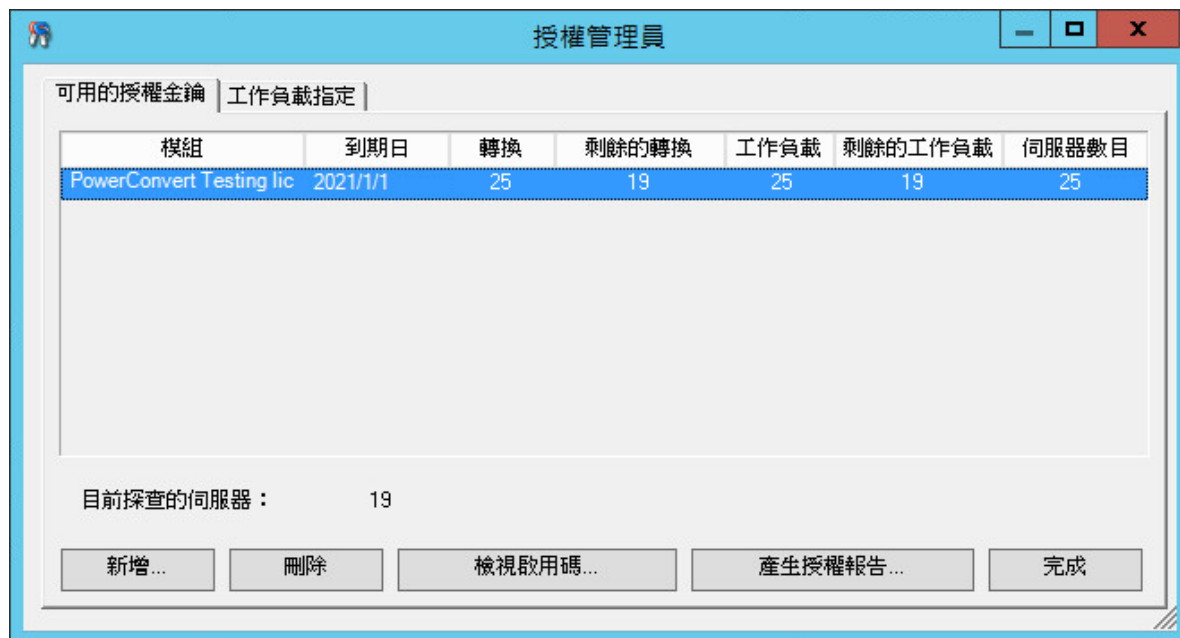 授權管理員
可用的授權金鑰 工作負載指定
模組 到期日 轉換 剩餘的轉換 工作負載 剩餘的工作負載 伺服器數目
PowerConvert Testing lic 2021/1/1 25 19 25 19 25
目前探查的伺服器： 19
新增... 刪除 檢視啟用碼... 產生授權報告... 完成